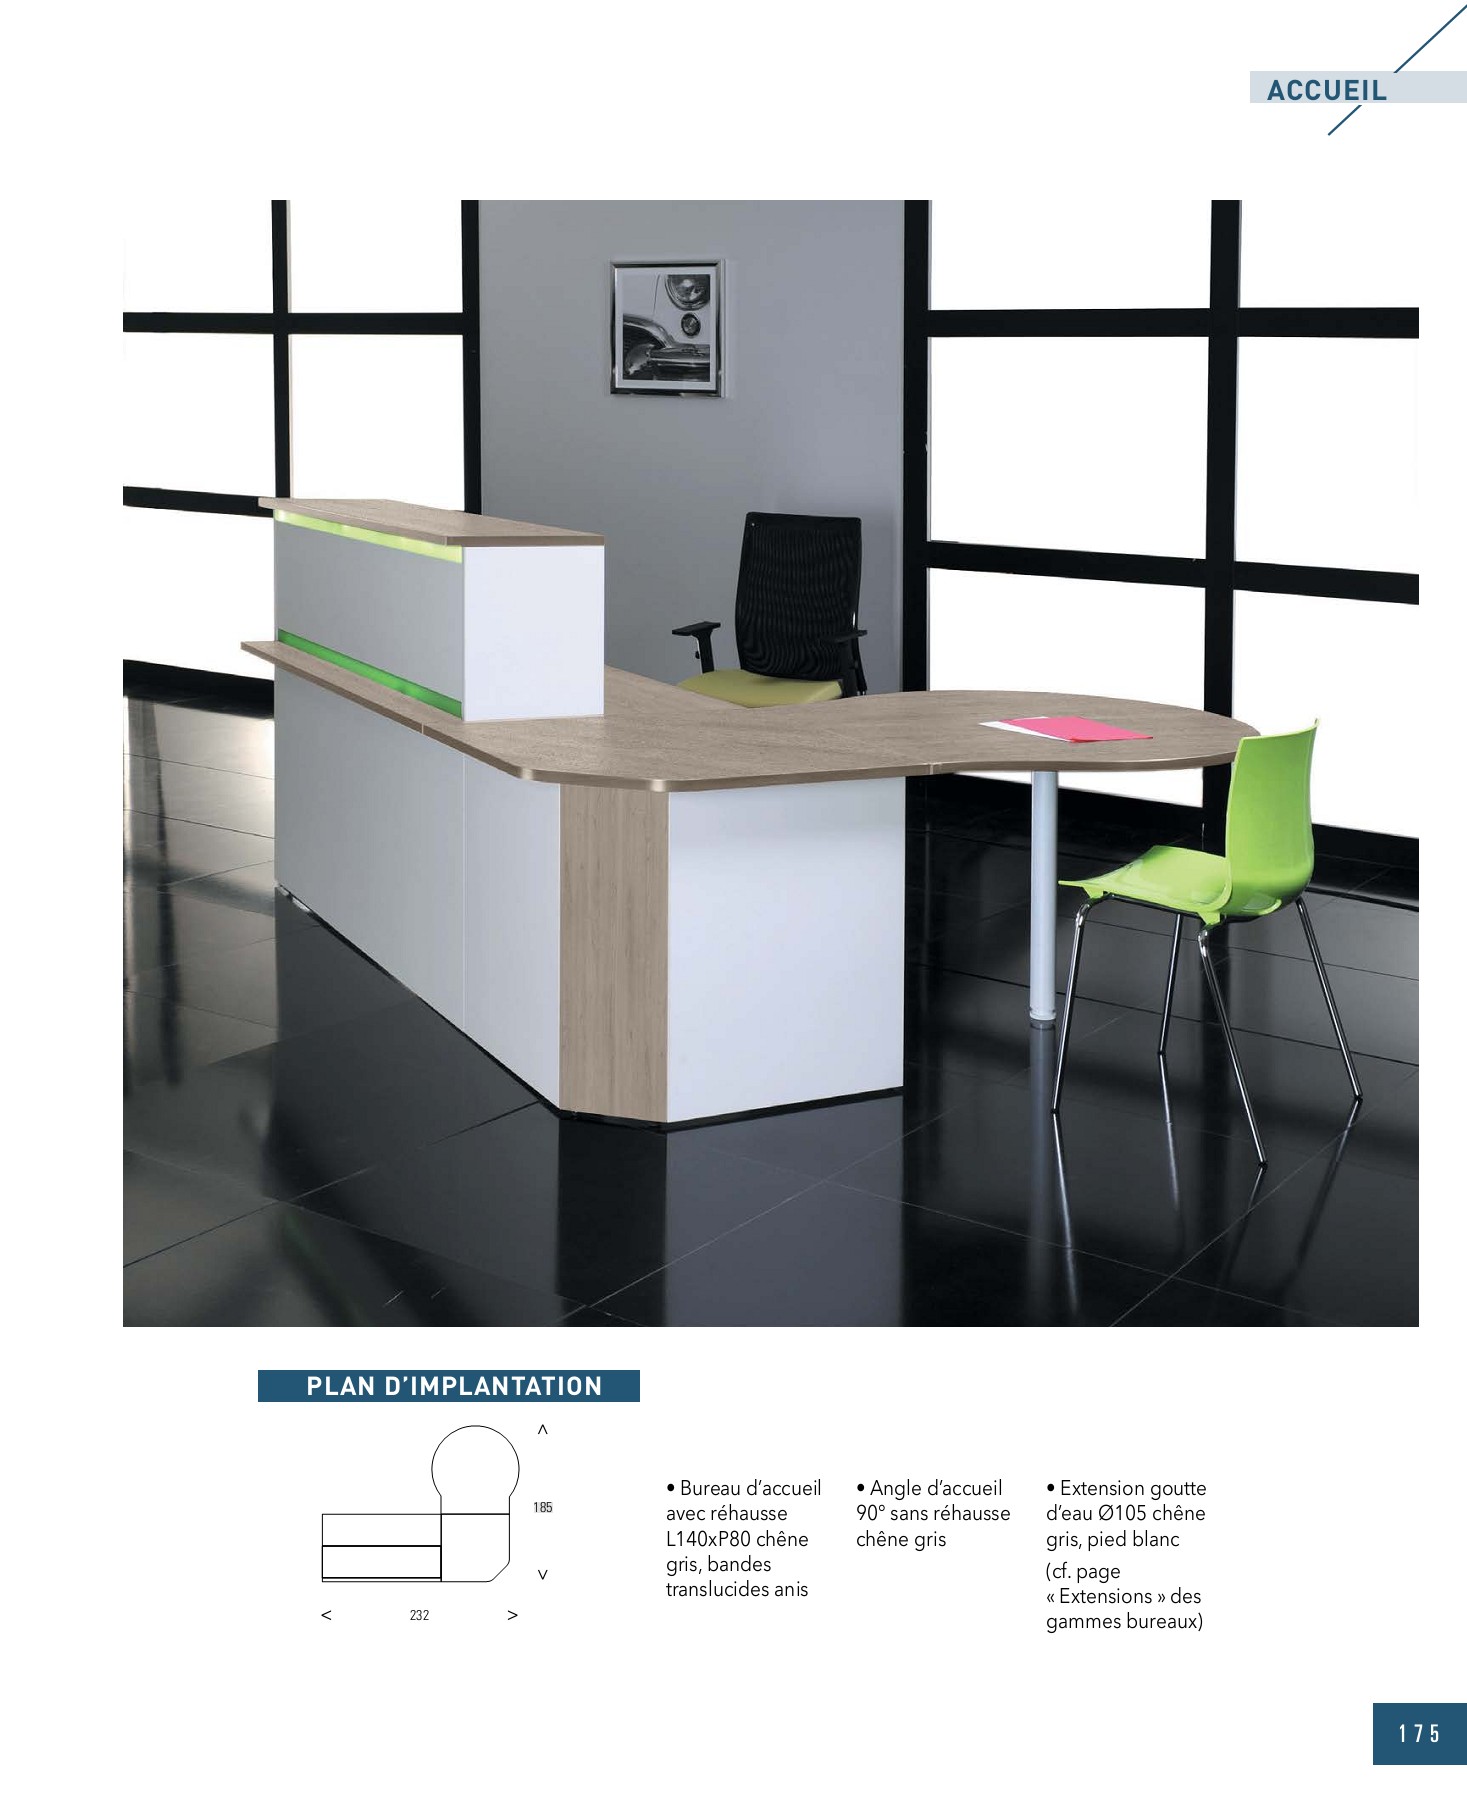 ACCUEIL
PLAN D’IMPLANTATION
185
< 232 >
• Bureau d’accueil
avec réhausse
L140xP80 chêne
gris, bandes
translucides anis
• Angle d’accueil
90° sans réhausse
chêne gris
• Extension goutte
d’eau Ø105 chêne
gris, pied blanc
(cf. page
« Extensions » des
gammes bureaux)
175